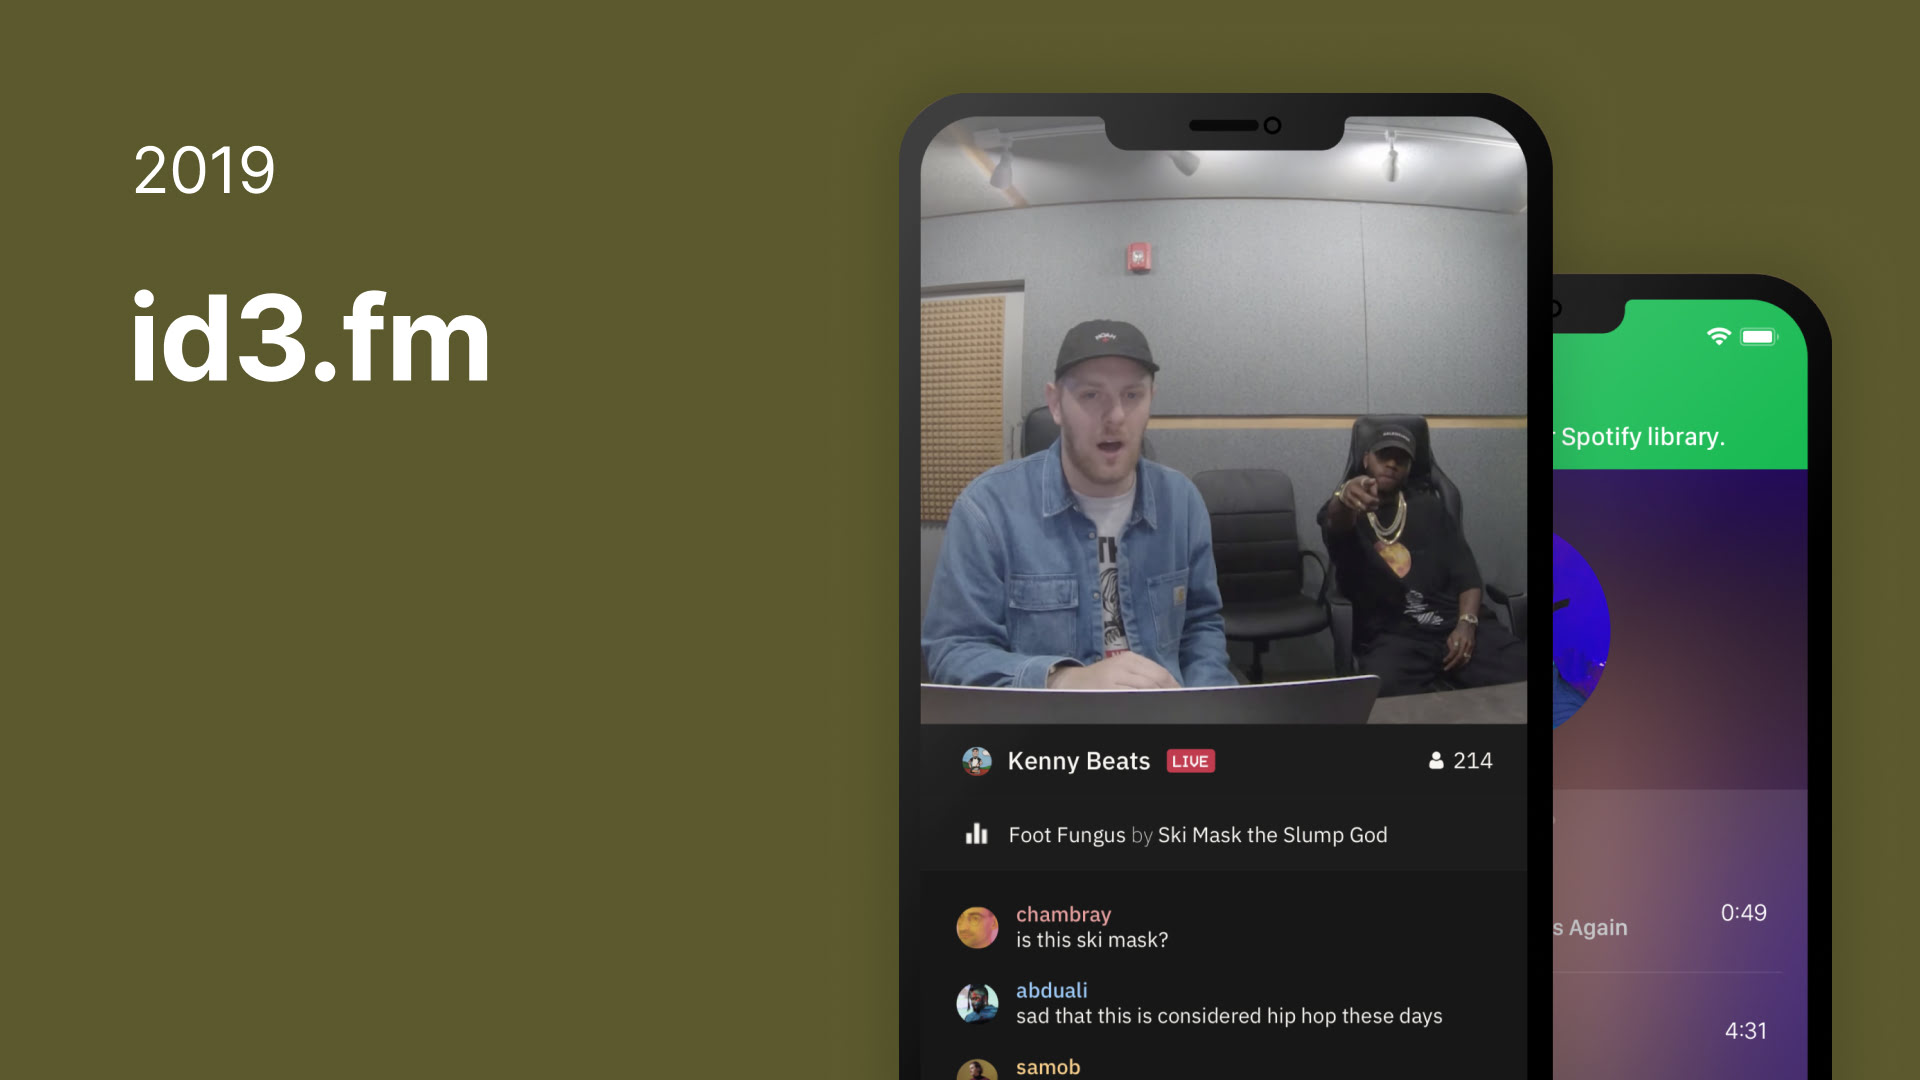 2019
id3.fm
Kenny Beats LIVE 214
Foot Fungus by Ski Mask the Slump God
chambray
is this ski mask?
abduali
sad that this is considered hip hop these days
samob
Spotify library.
0:49
s Again
4:31